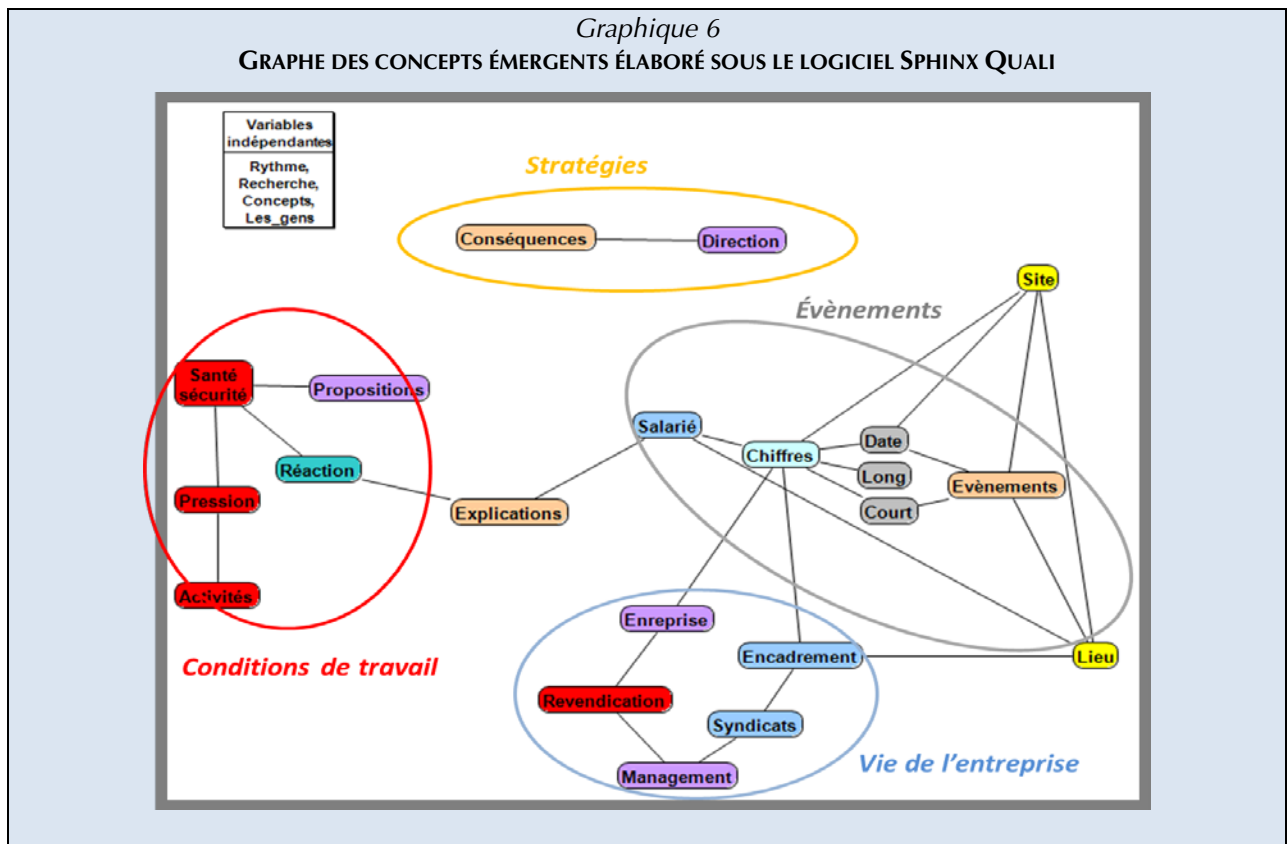 Graphique 6
GRAPHE DES CONCEPTS ÉMERGENTS ÉLABORÉ SOUS LE LOGICIEL SPHINX QUALI
Variables
indépendantes
Rythme,
Recherche,
Concepts,
Les_gens
Stratégies
Conséquences
Direction
Site
Évènements
Santé
sécurité
Propositions
Salarié
Date
Chiffres
Réaction
Long
Evènements
Pression
Explications
Court
Activités
Enreprise
Conditions de travail
Encadrement
Lieu
Revendication
Syndicats
Management
Vie de l'entreprise